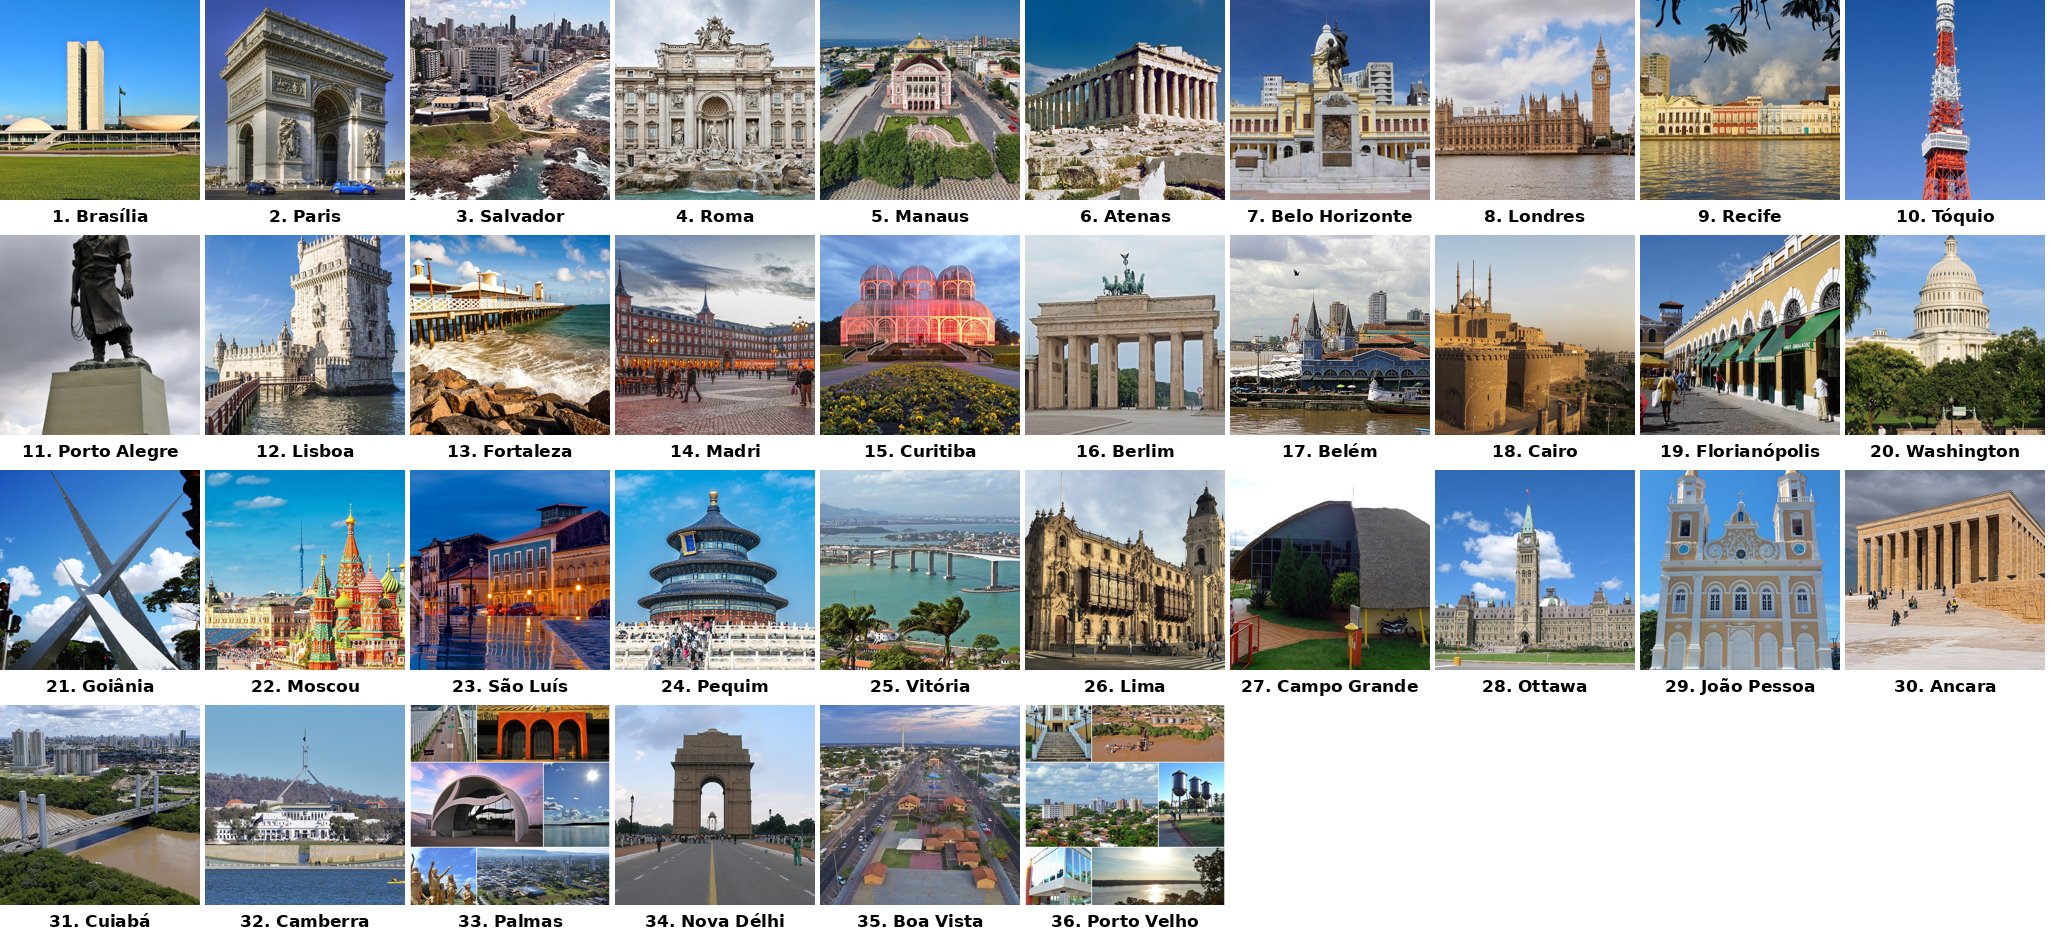 1. Brasília
2. Paris
3. Salvador
4. Roma
5. Manaus
6. Atenas
7. Belo Horizonte
8. Londres
9. Recife
10. Tóquio
11. Porto Alegre
12. Lisboa
13. Fortaleza
14. Madri
15. Curitiba
16. Berlim
17. Belém
18. Cairo
19. Florianópolis
20. Washington
21. Goiânia
22. Moscou
23. São Luís
24. Pequim
25. Vitória
26. Lima
27. Campo Grande
28. Ottawa
29. João Pessoa
30. Ancara
31. Cuiabá
32. Camberra
33. Palmas
34. Nova Délhi
35. Boa Vista
36. Porto Velho